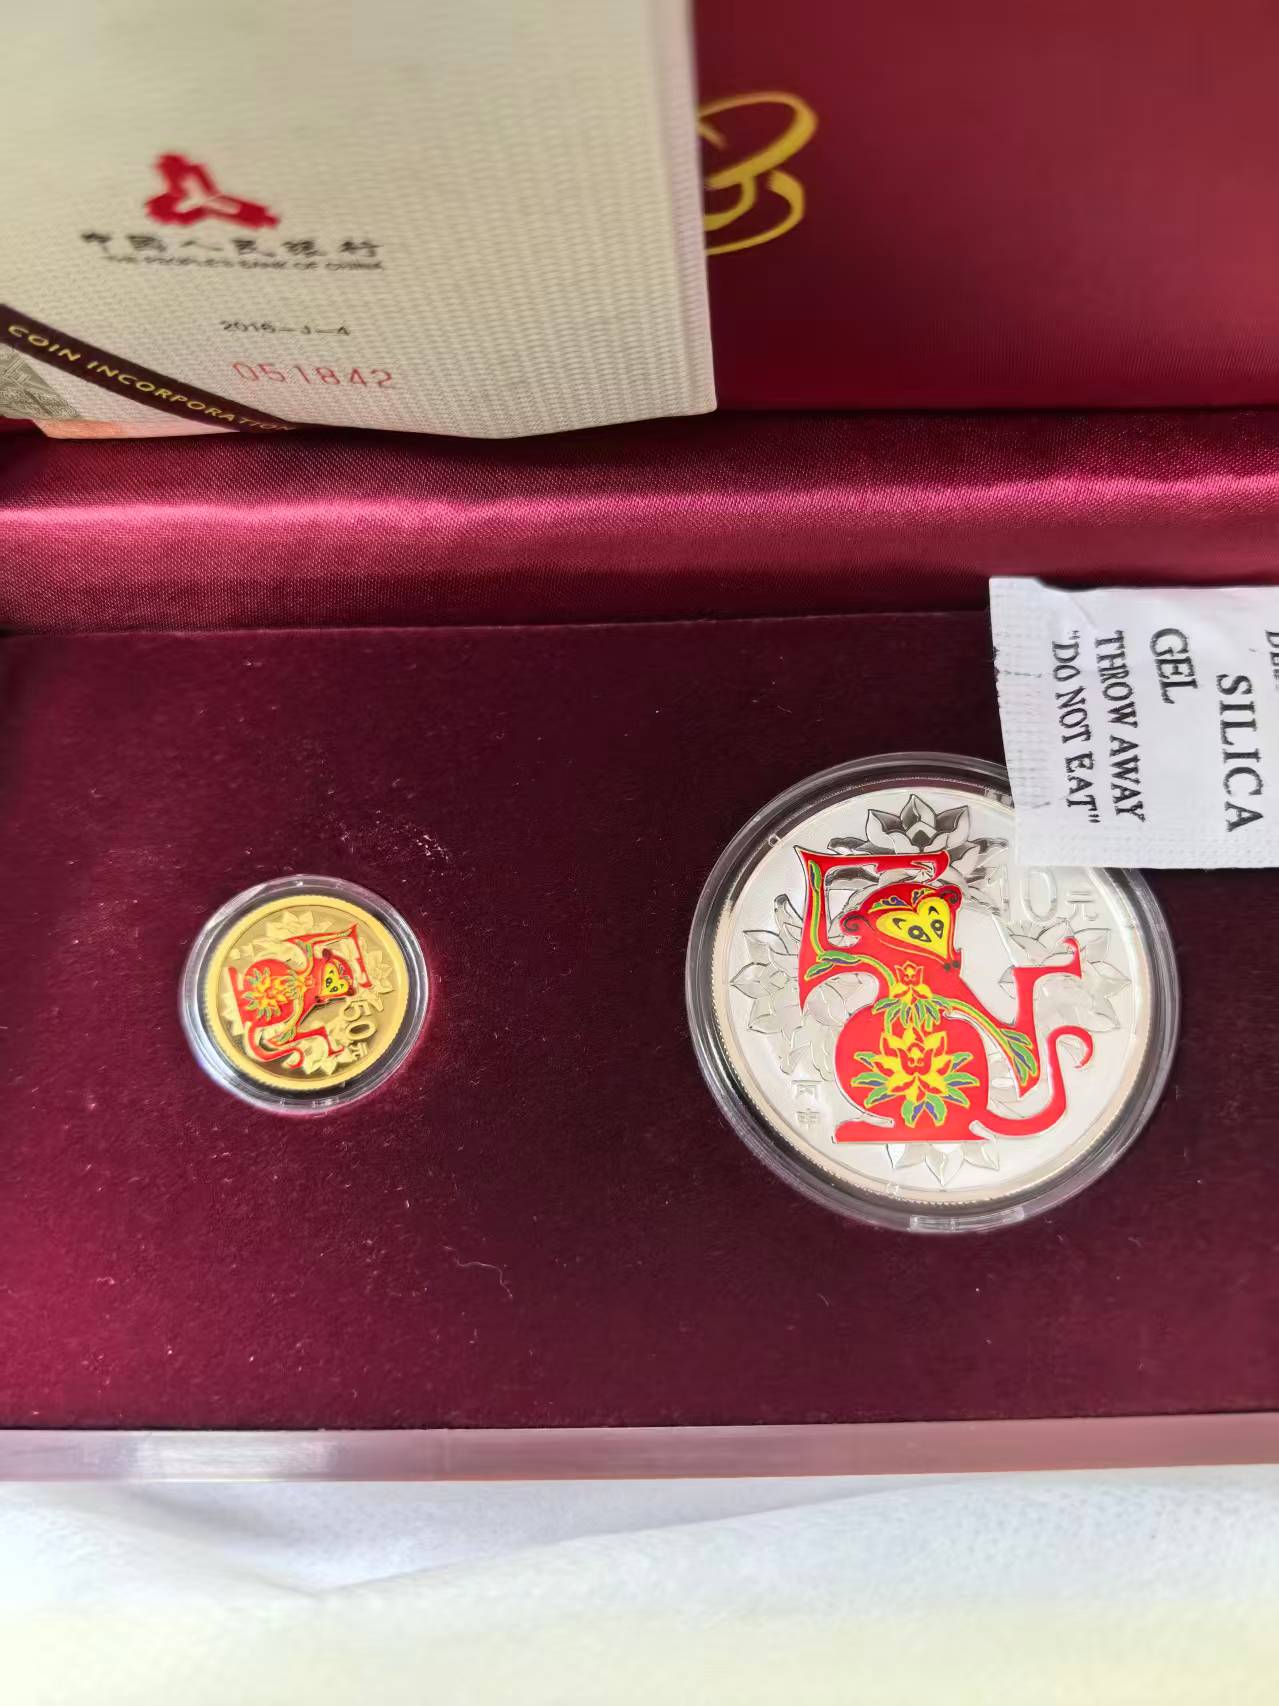 中国人民银行
THE PEOPLE'S BANK OF CHINA
2016—J—4
051842
COIN INCORPORATION
SILICA
GEL
THROW AWAY
"DO NOT EAT"
50元
10元
丙
申